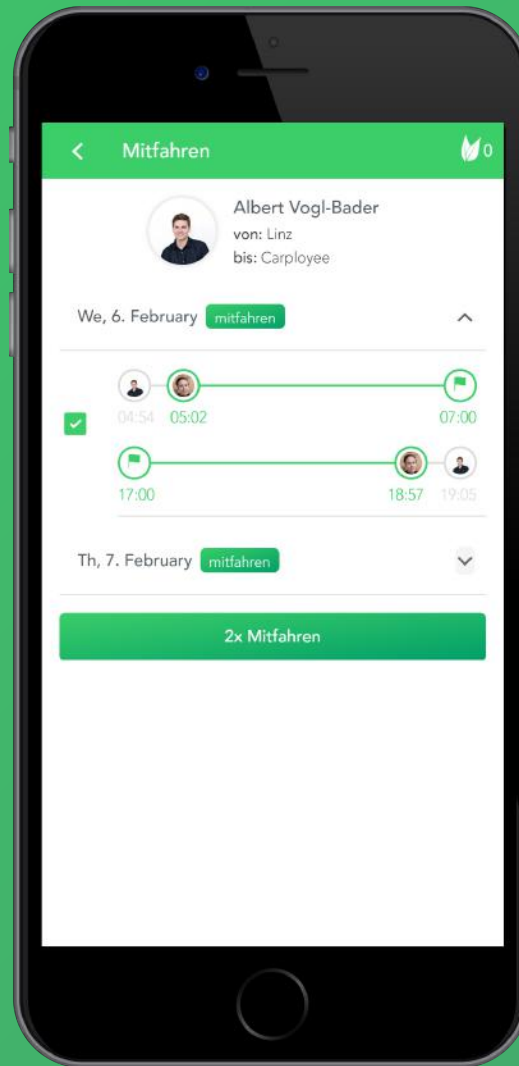 Mitfahren
0
Albert Vogl-Bader
von: Linz
bis: Carployee
We, 6. February mitfahren
04:54 05:02 07:00
17:00 18:57 19:05
Th, 7. February mitfahren
2x Mitfahren